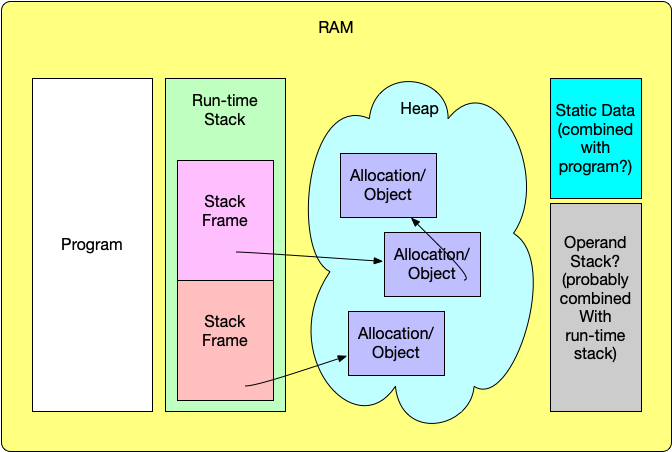 RAM
Program
Run-time
Stack
Stack
Frame
Stack
Frame
Heap
Allocation/
Object
Allocation/
Object
Allocation/
Object
Static Data
(combined
with
program?)
Operand
Stack?
(probably
combined
With
run-time
stack)